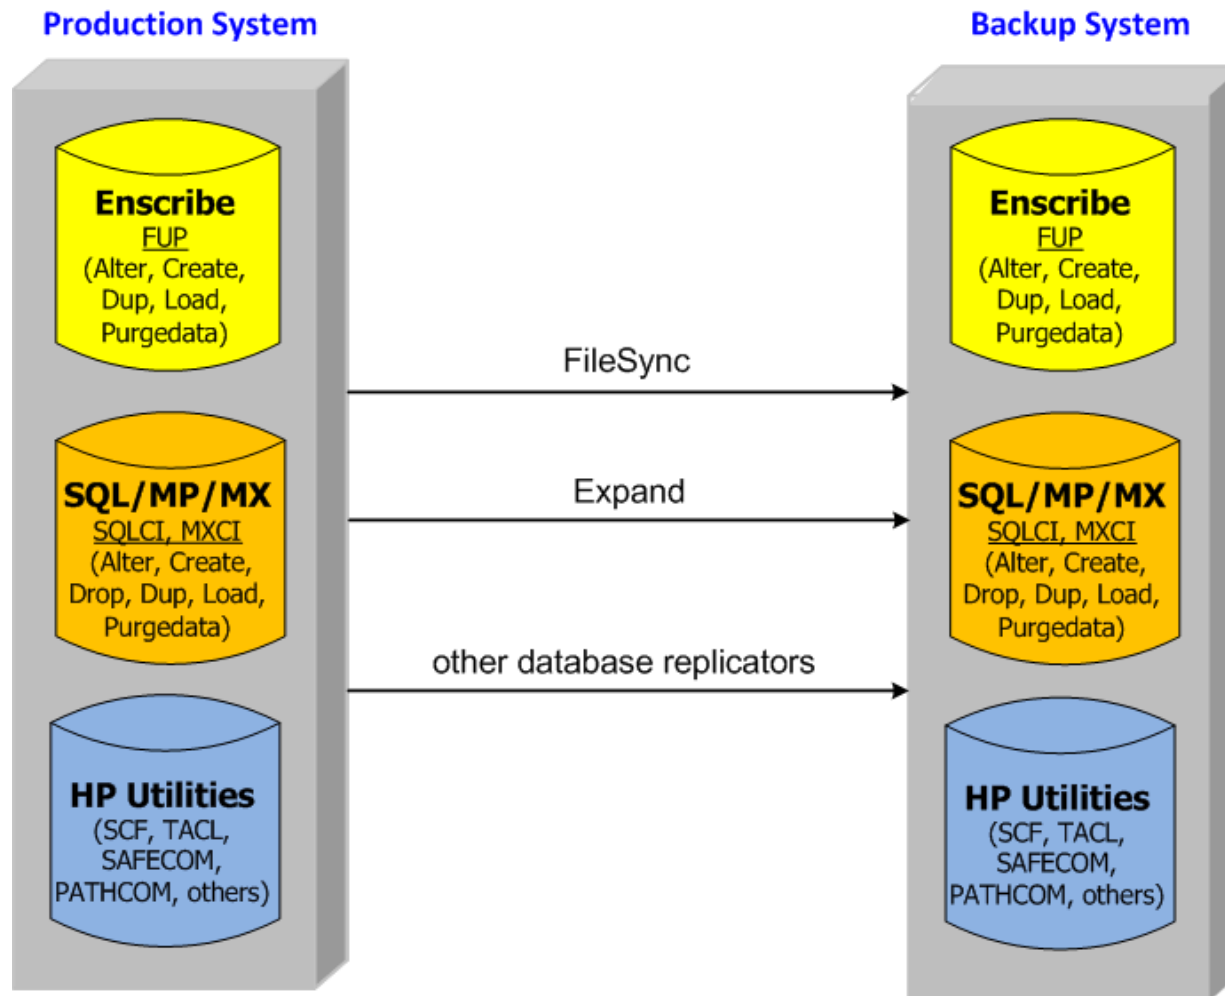 Production System
Backup System
Enscribe
FUP
(Alter, Create,
Dup, Load,
Purgedata)
SQL/MP/MX
SQLCI, MXCI
(Alter, Create,
Drop, Dup, Load,
Purgedata)
HP Utilities
(SCF, TACL,
SAFECOM,
PATHCOM, others)
FileSync
Expand
other database replicators
Enscribe
FUP
(Alter, Create,
Dup, Load,
Purgedata)
SQL/MP/MX
SQLCI, MXCI
(Alter, Create,
Drop, Dup, Load,
Purgedata)
HP Utilities
(SCF, TACL,
SAFECOM,
PATHCOM, others)